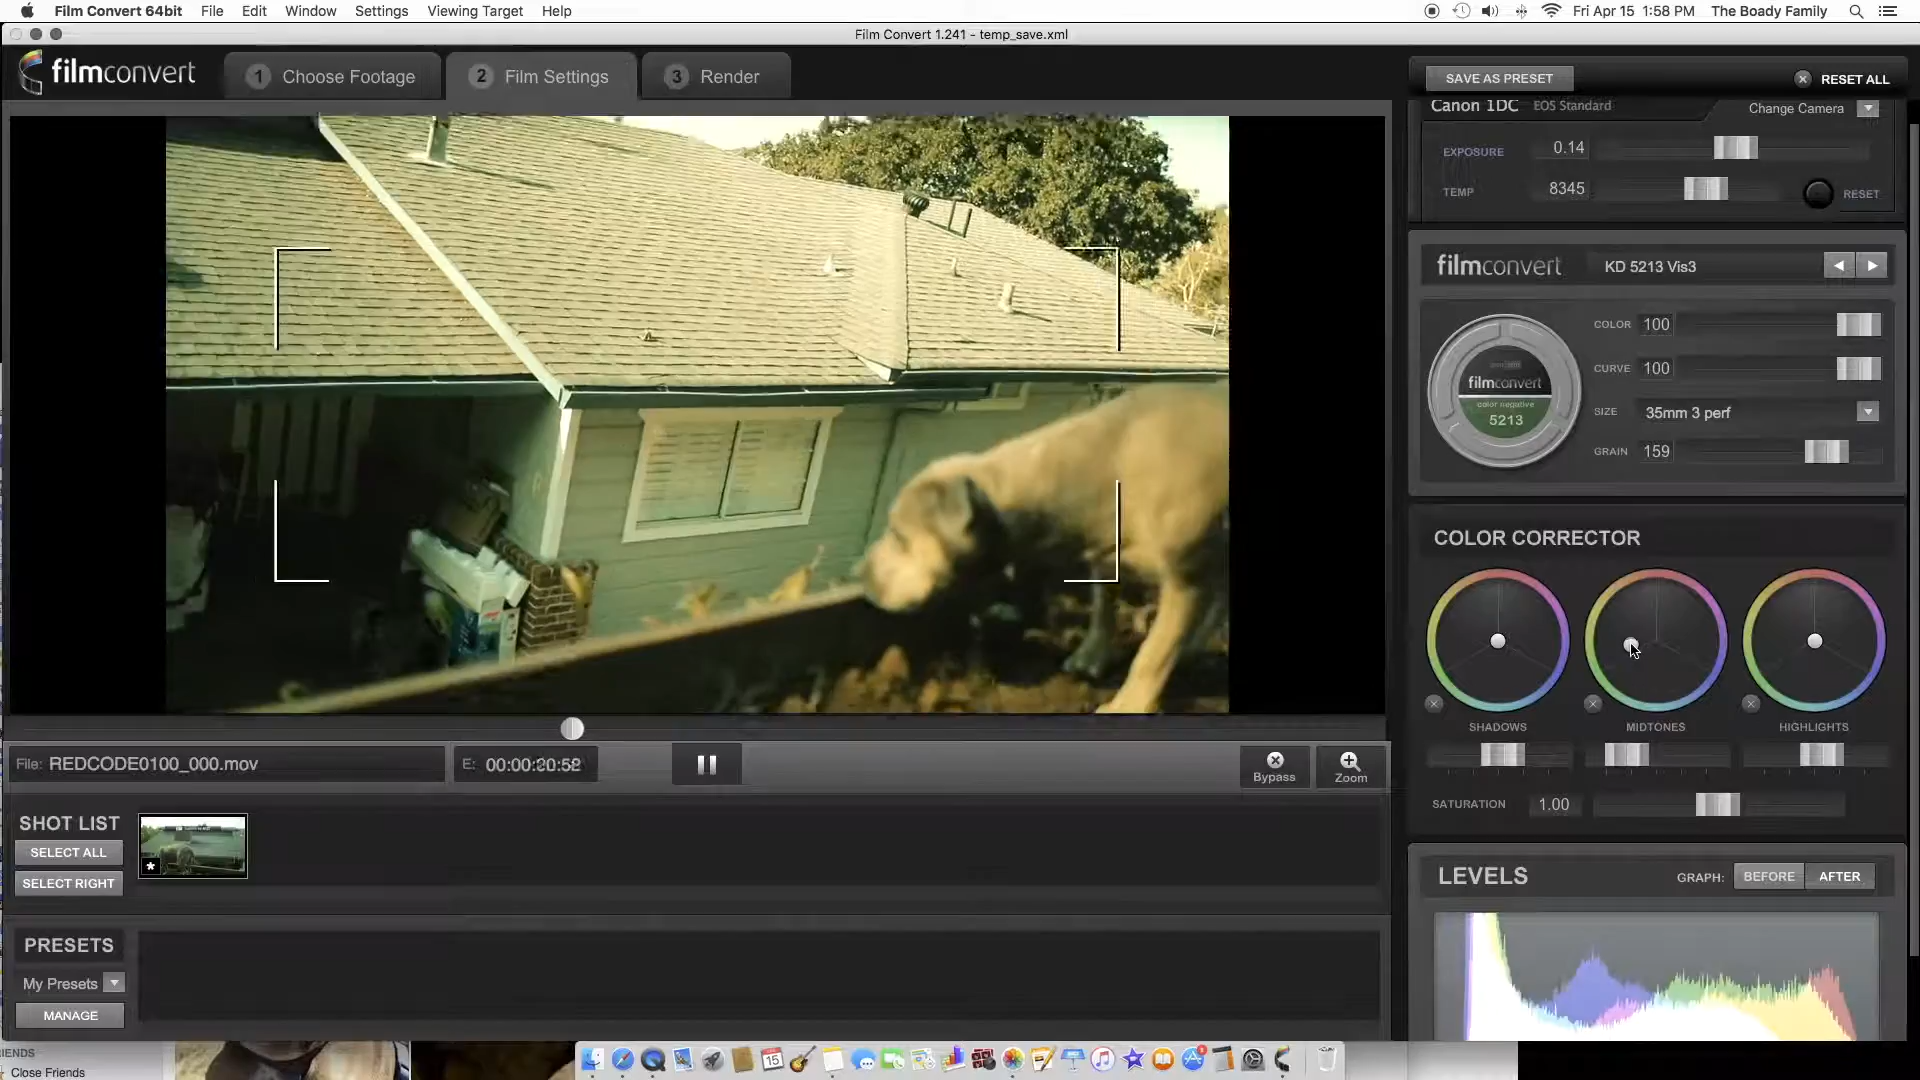 Film Convert 64bit File Edit Window Settings Viewing Target Help Fri Apr 15 1:58 PM The Boady Family
Film Convert 1.241 - temp_save.xml
filmconvert 1 Choose Footage 2 Film Settings 3 Render
SAVE AS PRESET RESET ALL
Canon 1DC EOS Standard Change Camera
EXPOSURE 0.14
TEMP 8345 RESET
filmconvert KD 5213 Vis3
COLOR 100
CURVE 100
SIZE 35mm 3 perf
GRAIN 159
filmconvert
color negative
5213
COLOR CORRECTOR
SHADOWS MIDTONES HIGHLIGHTS
SATURATION 1.00
LEVELS GRAPH: BEFORE AFTER
File: REDCODE0100_000.mov E: 00:00:20:52
Bypass Zoom
SHOT LIST
SELECT ALL
SELECT RIGHT
PRESETS
My Presets
MANAGE
IENDS
Close Friends
15